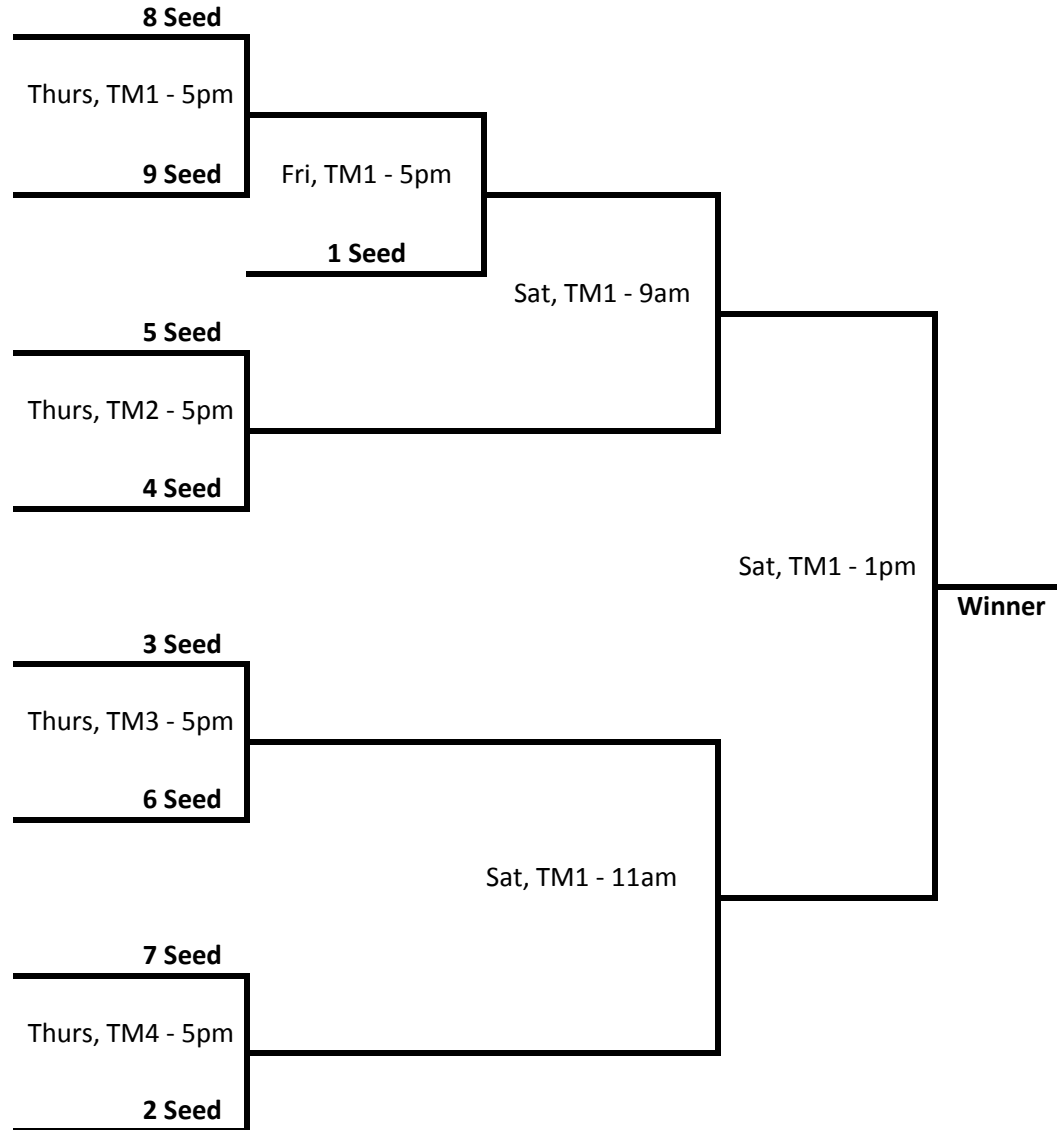 8 Seed
Thurs, TM1 - 5pm
9 Seed
Fri, TM1 - 5pm
1 Seed
Sat, TM1 - 9am
5 Seed
Thurs, TM2 - 5pm
4 Seed
Sat, TM1 - 1pm
Winner
3 Seed
Thurs, TM3 - 5pm
6 Seed
Sat, TM1 - 11am
7 Seed
Thurs, TM4 - 5pm
2 Seed